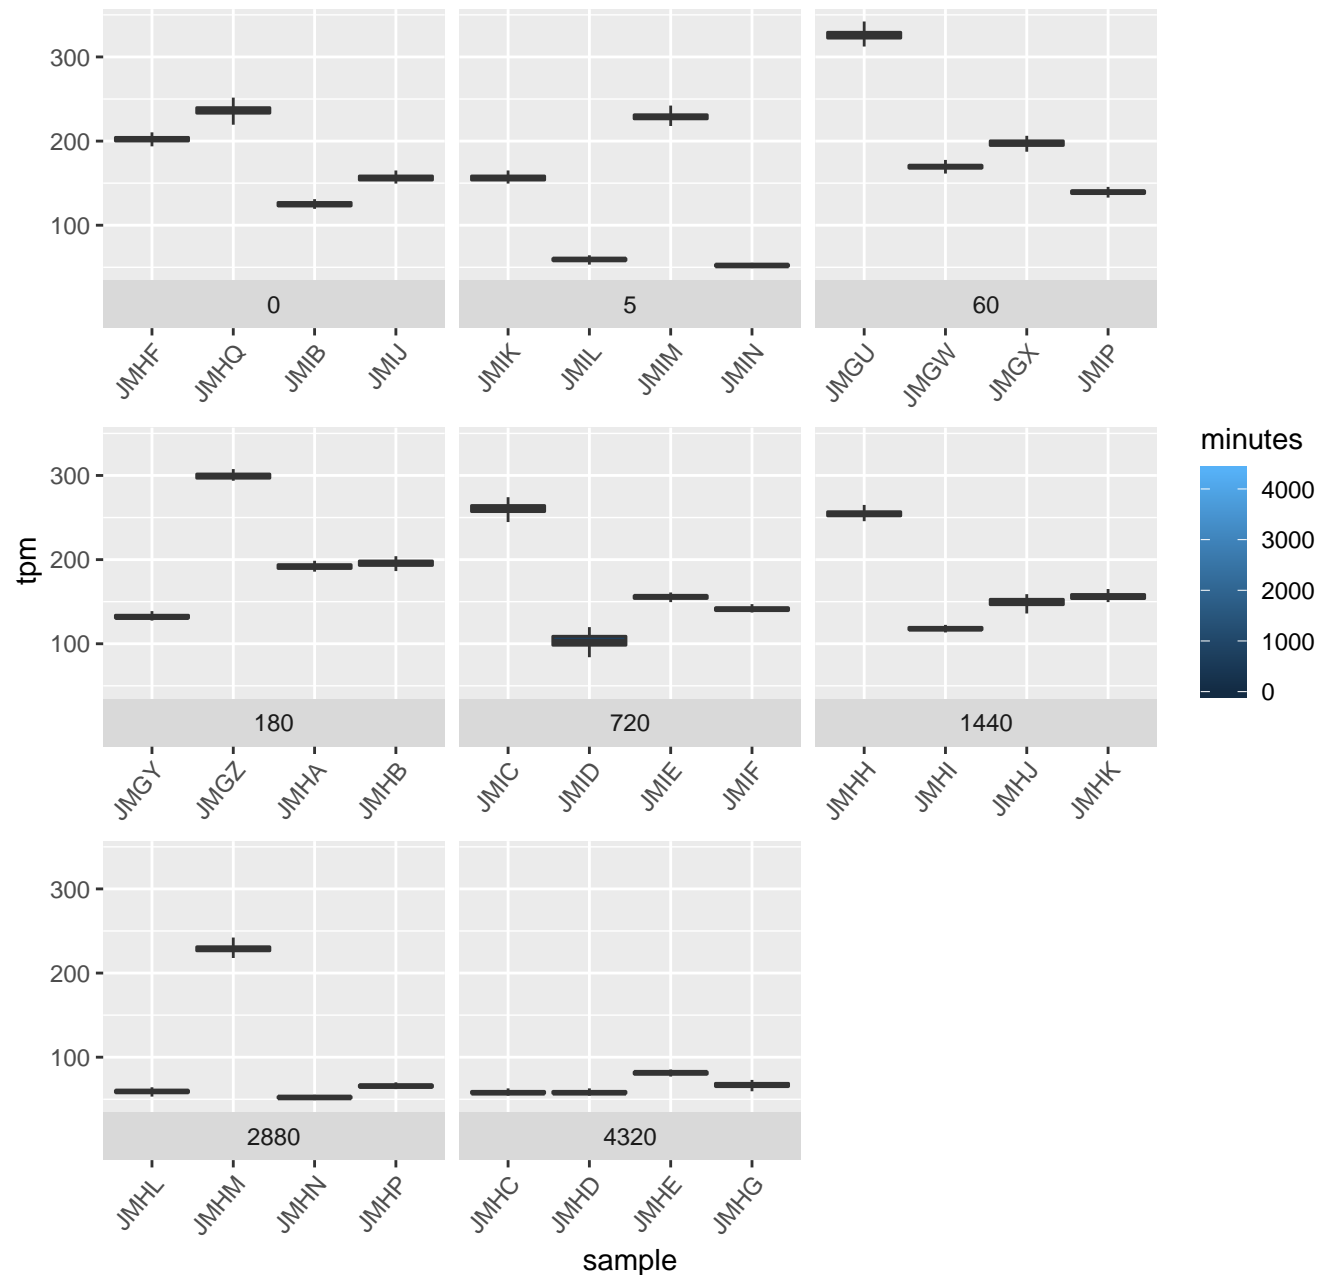 300
200
100
0
5
60
JMHF
JMHQ
JMIB
JMIJ
JMIK
JMIL
JMIM
JMIN
JMGU
JMGW
JMGX
JMIP
300
200
100
180
720
1440
JMGY
JMGZ
JMHA
JMHB
JMIC
JMID
JMIE
JMIF
JMHH
JMHI
JMHJ
JMHK
300
200
100
2880
4320
JMHL
JMHM
JMHN
JMHP
JMHC
JMHD
JMHE
JMHG
tpm
sample
minutes
4000
3000
2000
1000
0